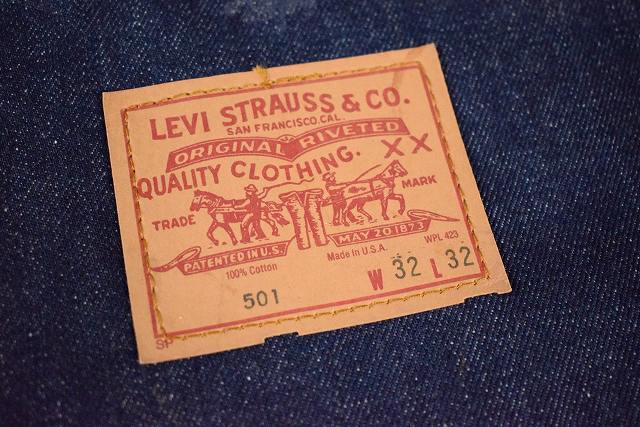 LEVI STRAUSS & CO.
SAN FRANCISCO, CAL.
ORIGINAL RIVETED
QUALITY CLOTHING. XX
TRADE MARK
PATENTED IN U.S. MAY 20 1873
100% Cotton Made in U.S.A. WPL 423
501 W 32 L 32
SP